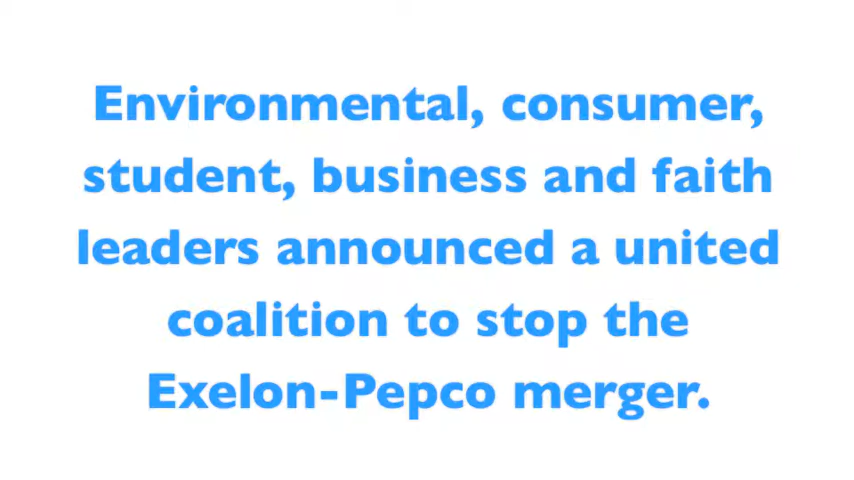 Environmental, consumer,
student, business and faith
leaders announced a united
coalition to stop the
Exelon-Pepco merger.